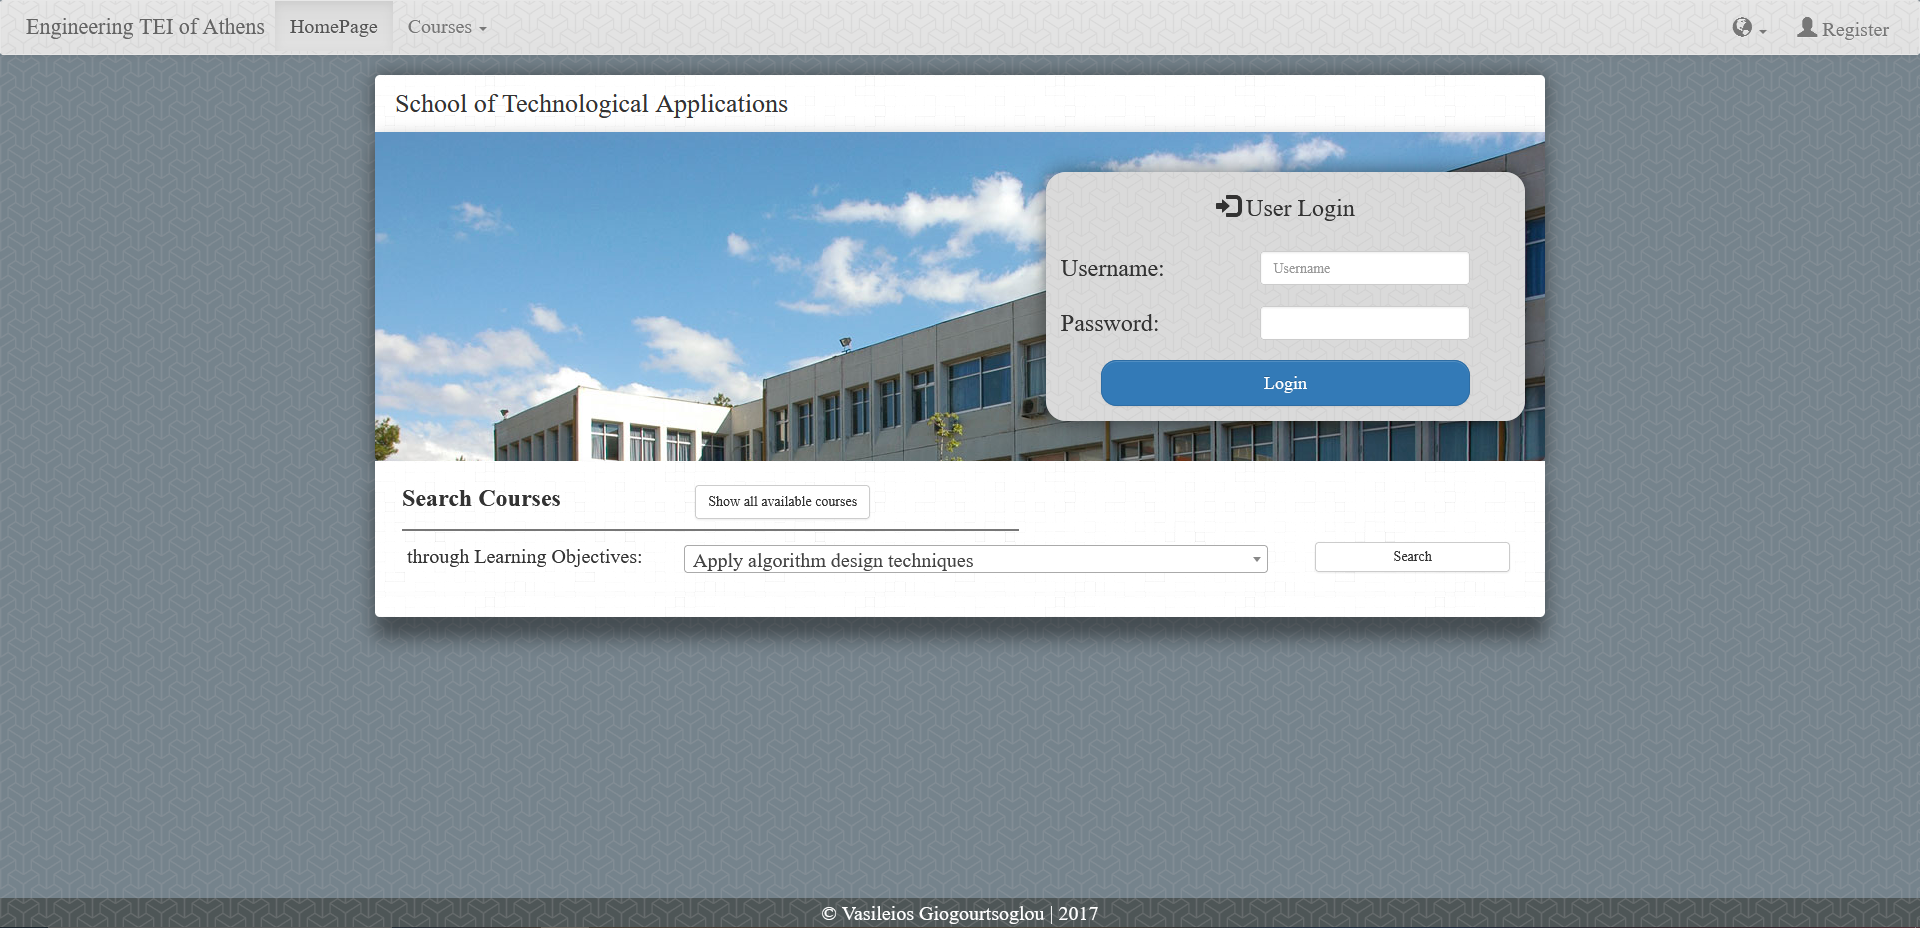 Engineering TEI of Athens HomePage Courses Register
School of Technological Applications
User Login
Username: Username
Password:
Login
Search Courses Show all available courses
through Learning Objectives: Apply algorithm design techniques Search
© Vasileios Giogourtsoglou | 2017